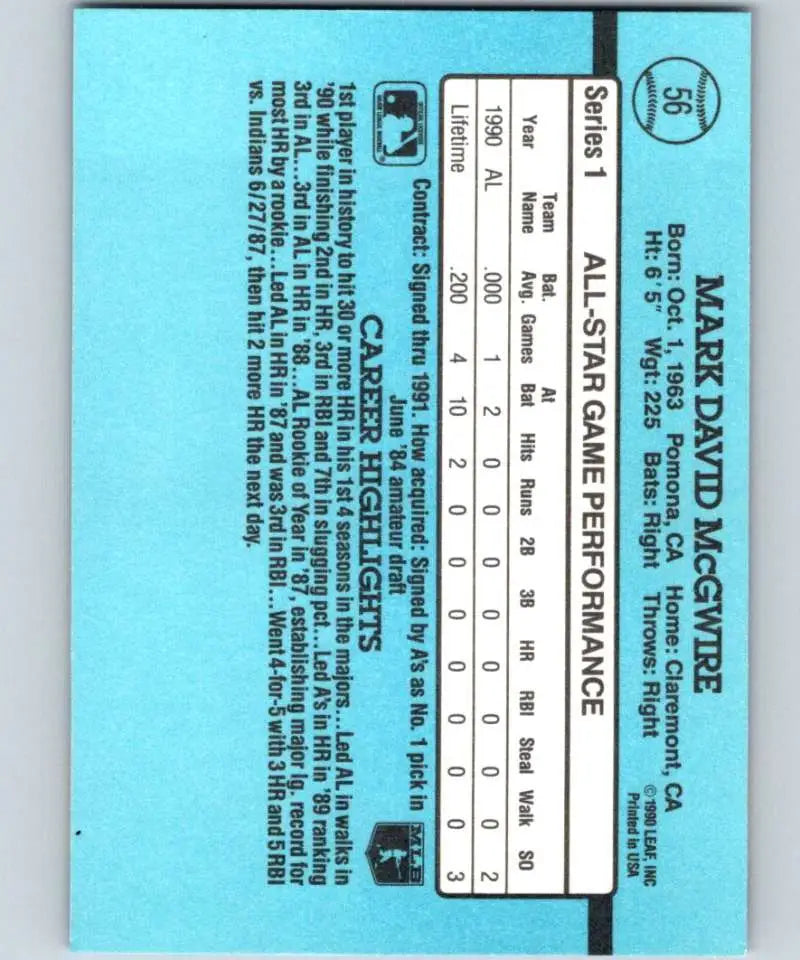 56
MARK DAVID McGWIRE
Born: Oct. 1, 1963 Pomona, CA Home: Claremont, CA
Ht: 6'5" Wgt: 225 Bats: Right Throws: Right
©1990 LEAF, INC
Printed in USA
Series 1 ALL-STAR GAME PERFORMANCE
Year Team Name Bat. Avg. Games At Bat Hits Runs 2B 3B HR RBI Steal Walk SO
1990 AL .000 1 2 0 0 0 0 0 0 0 0 2
Lifetime .200 4 10 2 0 0 0 0 0 0 0 3
Contract: Signed thru 1991. How acquired: Signed by A's as No. 1 pick in
June '84 amateur draft
MLB
CAREER HIGHLIGHTS
1st player in history to hit 30 or more HR in his 1st 4 seasons in the majors...Led AL in walks in
'90 while finishing 2nd in HR, 3rd in RBI and 7th in slugging pct...Led A's in HR in '89 ranking
3rd in AL...3rd in AL in HR in '88...AL Rookie of Year in '87, establishing major lg. record for
most HR by a rookie...Led AL in HR in '87 and was 3rd in RBI...Went 4-for-5 with 3 HR and 5 RBI
vs. Indians 6/27/87, then hit 2 more HR the next day.